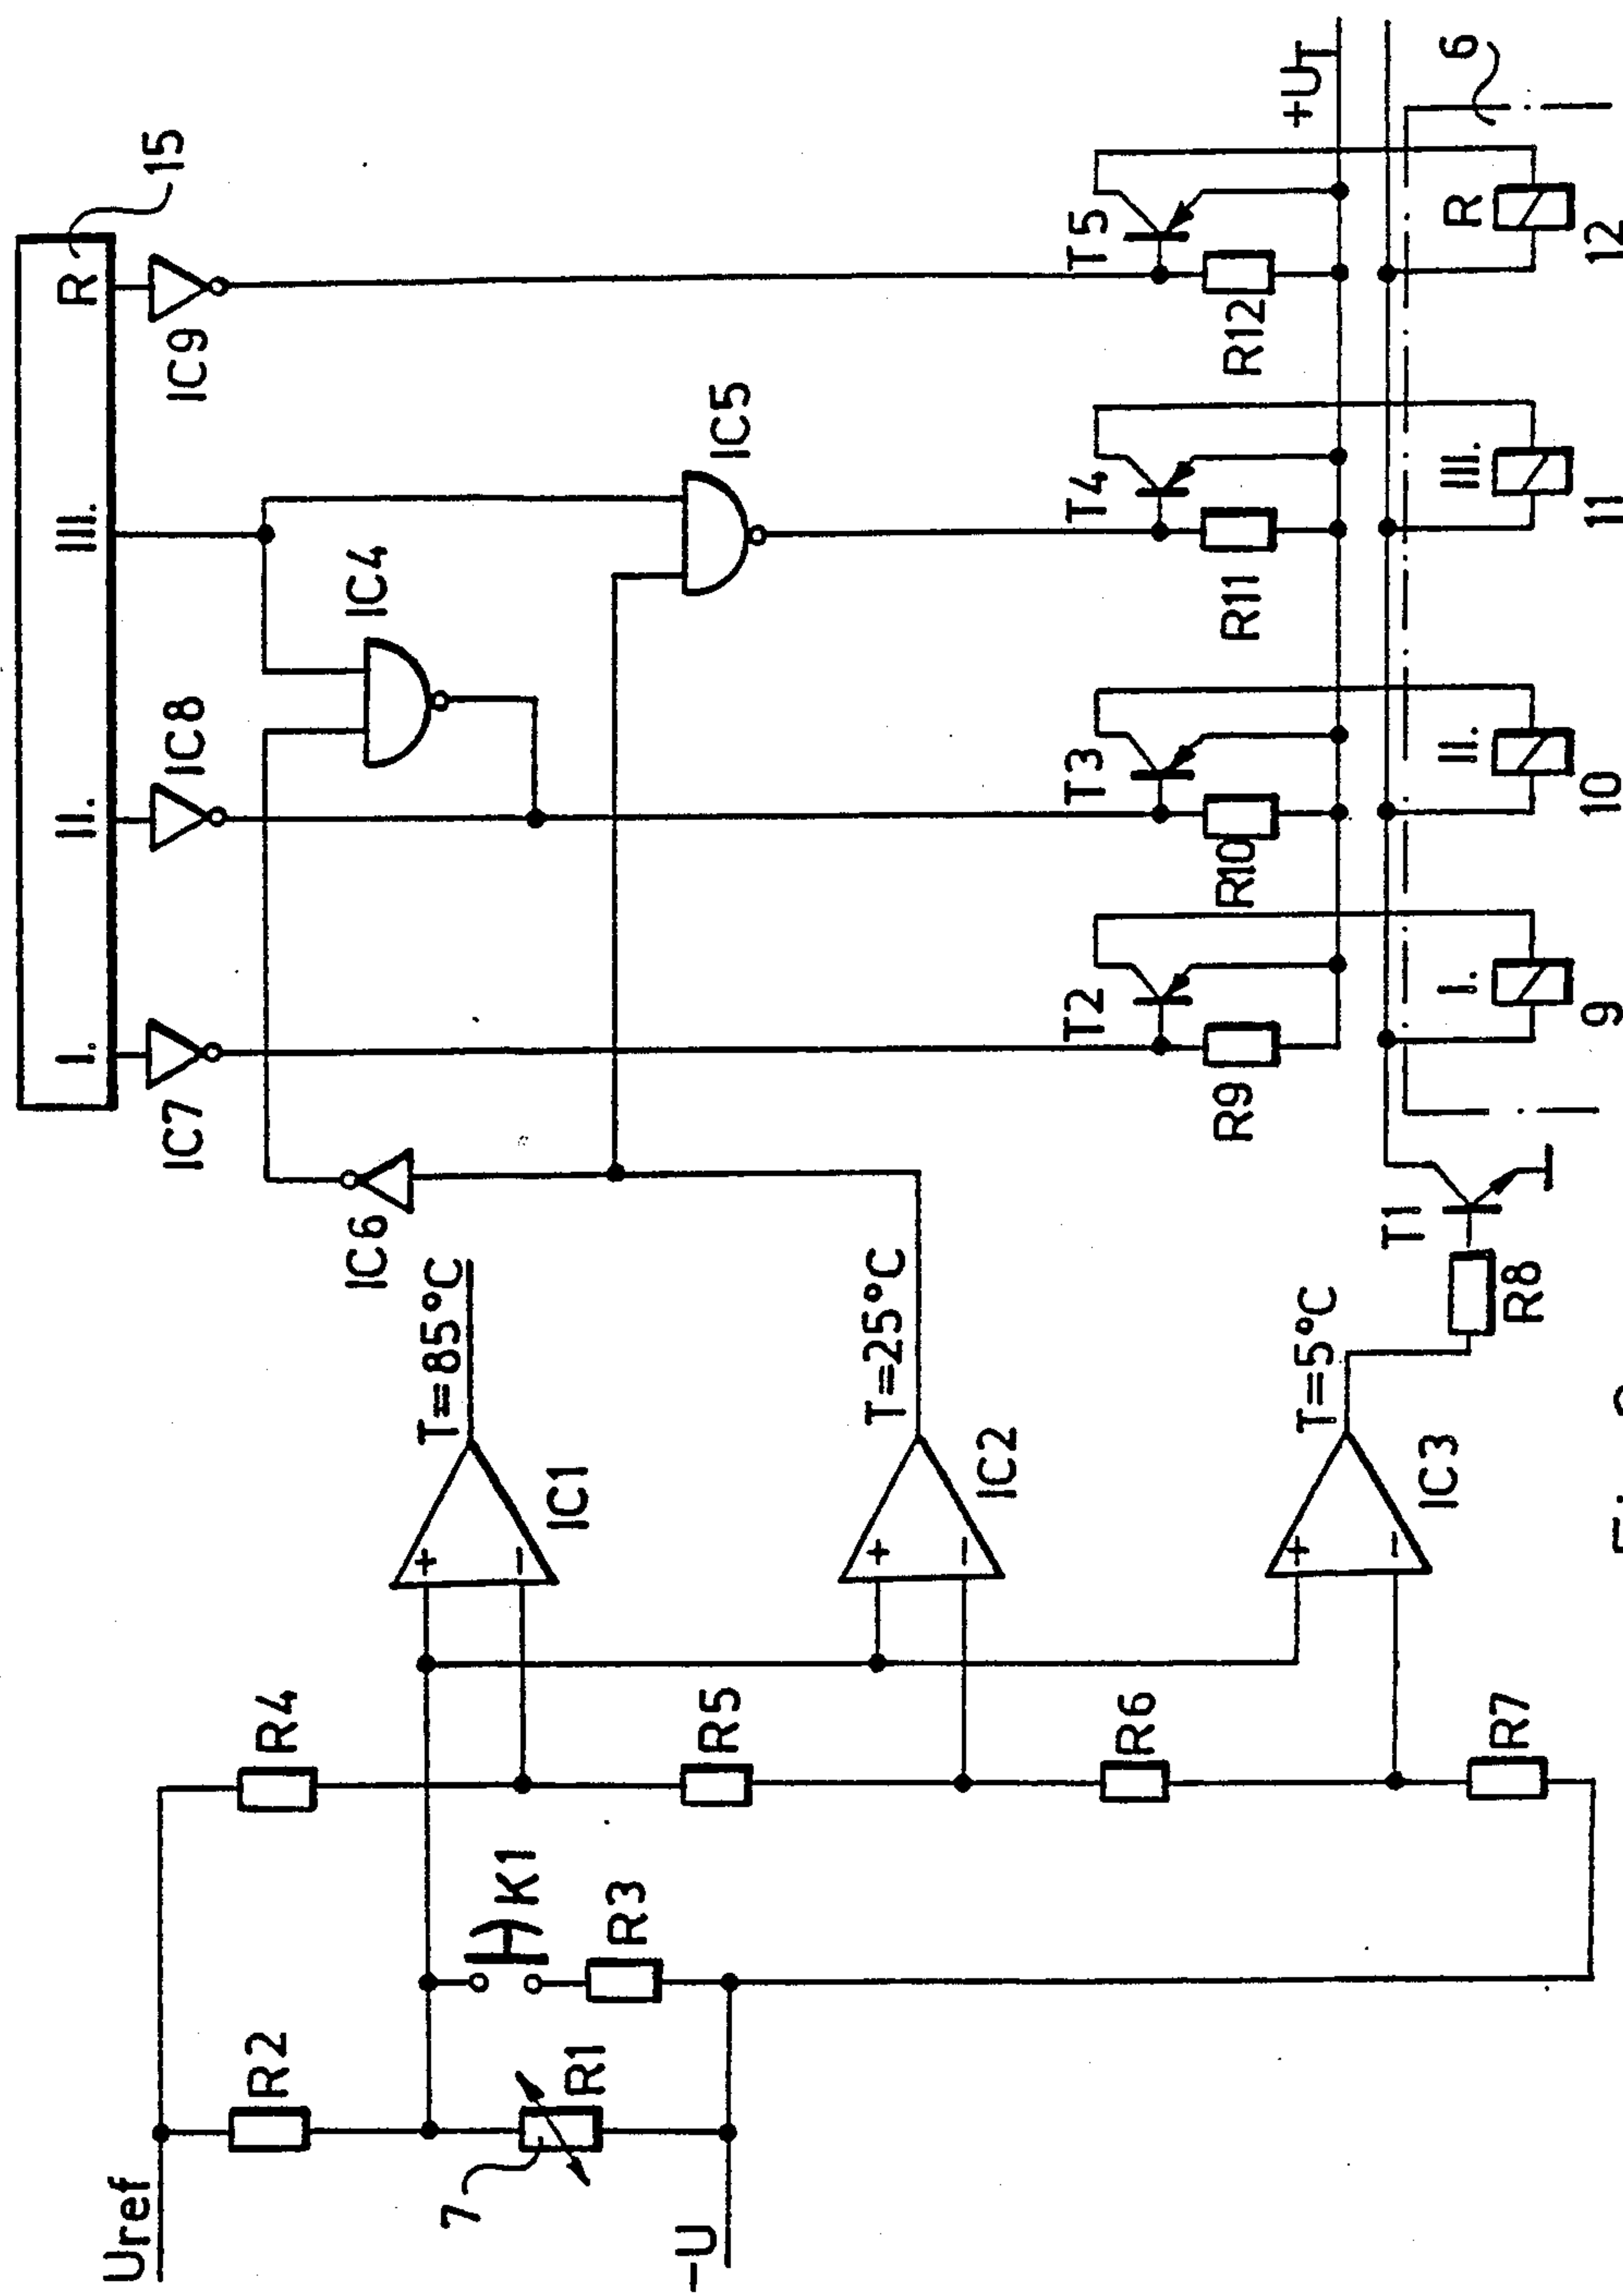 Uref
-U
R2
7
R1
K1
R3
R4
R5
R6
R7
+
-
IC1
T=85°C
+
-
IC2
T=25°C
+
-
IC3
T=5°C
R8
T1
IC6
15
I.
II.
III.
R
IC7
IC8
IC9
IC4
IC5
T2
T3
T4
T5
R9
R10
R11
R12
+UT
6
I.
II.
III.
R
9
10
11
12